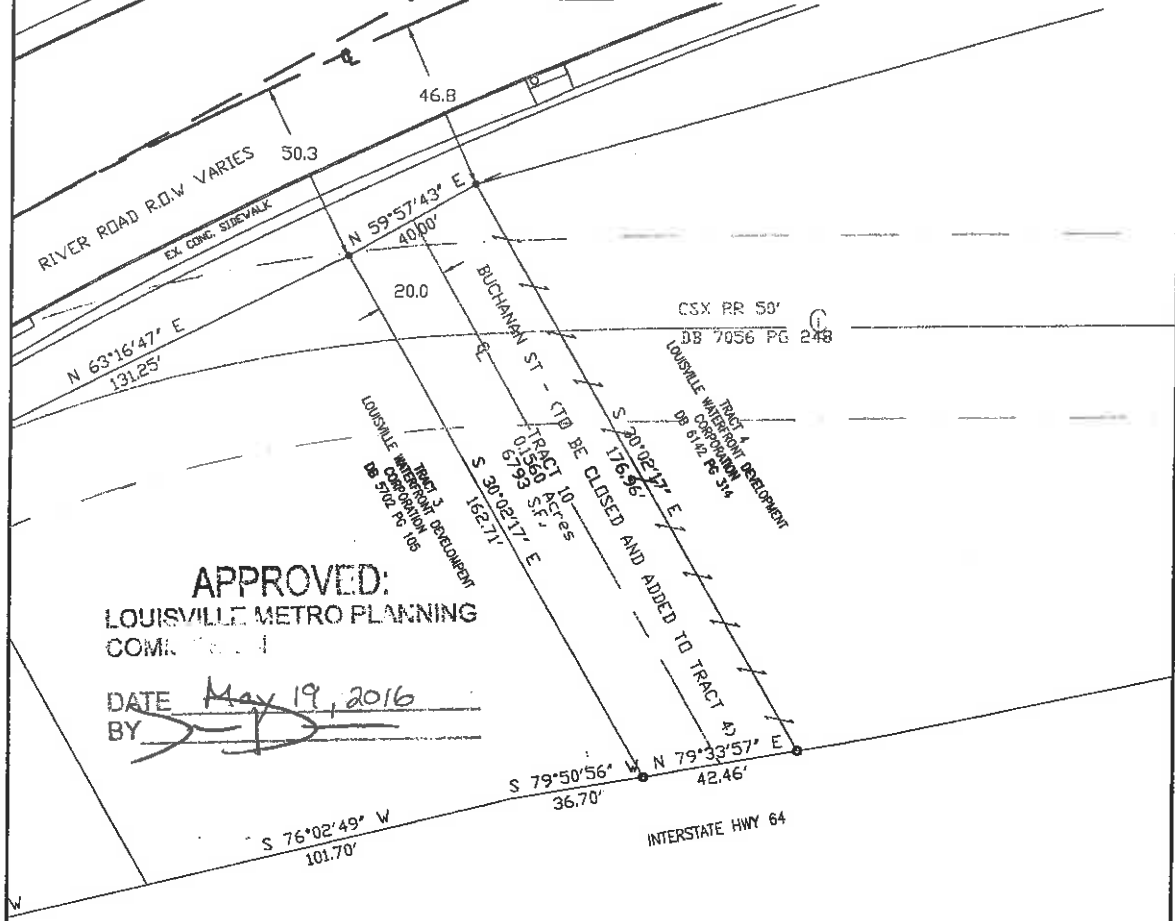 46.8
50.3
RIVER ROAD R.O.W VARIES
EX. CONC. SIDEWALK
N 59°57'43" E
40.00'
20.0
N 63°16'47" E
131.25'
CSX RR 50'
DB 7056 PG 248
BUCHANAN ST - (TO BE CLOSED AND ADDED TO TRACT 4)
TRACT 10
0.1560 Acres
6793 S.F.
S 30°02'17" E
176.96'
TRACT 4
LOUISVILLE WATERFRONT DEVELOPMENT
CORPORATION
DB 6142 PG 314
TRACT 3
LOUISVILLE WATERFRONT DEVELOPMENT
CORPORATION
DB 5702 PG 105
S 30°02'17" E
162.71'
APPROVED:
LOUISVILLE METRO PLANNING
DATE May 19, 2016
BY
S 79°50'56" W
36.70'
N 79°33'57" E
42.46'
S 76°02'49" W
101.70'
INTERSTATE HWY 64
W